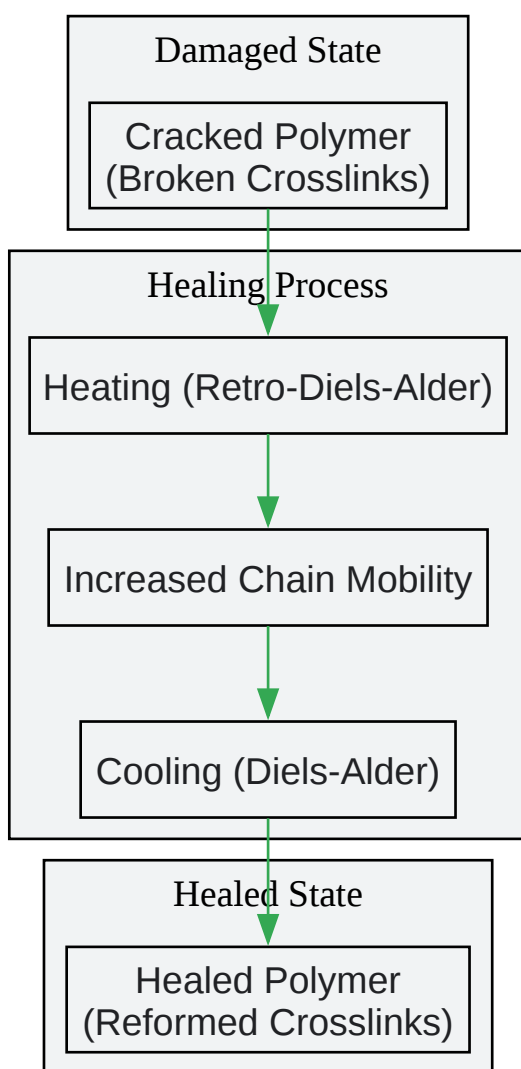 Damaged State
Cracked Polymer
(Broken Crosslinks)
Healing Process
Heating (Retro-Diels-Alder)
Increased Chain Mobility
Cooling (Diels-Alder)
Healed State
Healed Polymer
(Reformed Crosslinks)